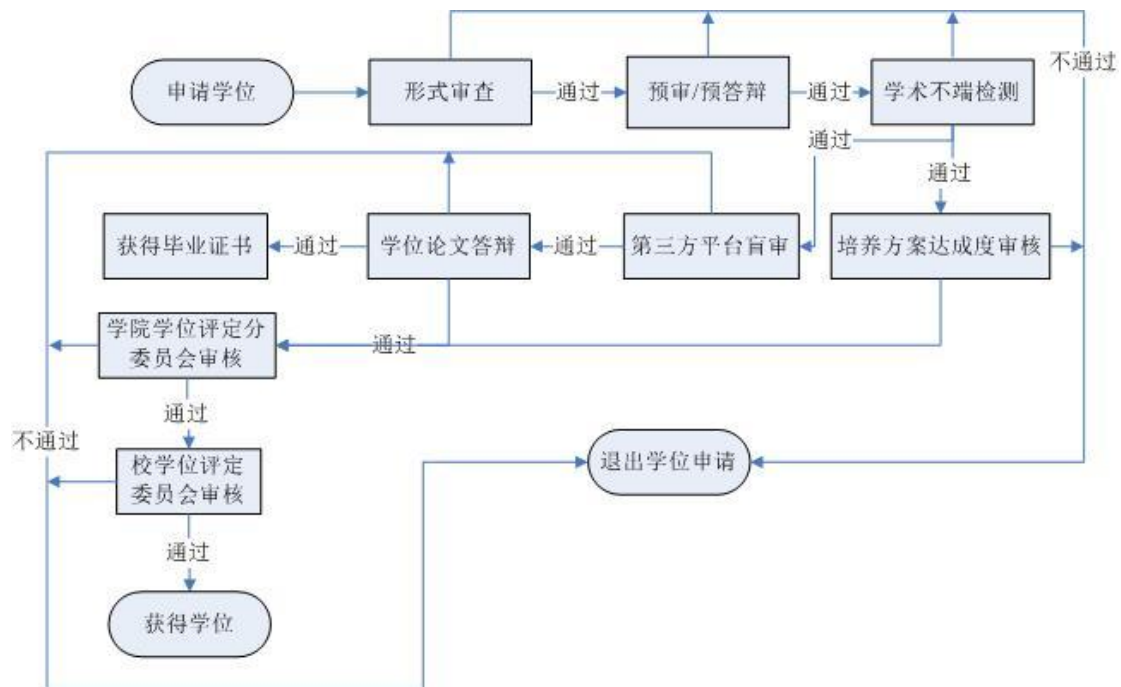 不通过
申请学位
形式审查
通过
预审/预答辩
通过
学术不端检测
通过
通过
获得毕业证书
通过
学位论文答辩
通过
第三方平台盲审
培养方案达成度审核
学院学位评定分
委员会审核
通过
通过
不通过
校学位评定
委员会审核
退出学位申请
通过
获得学位